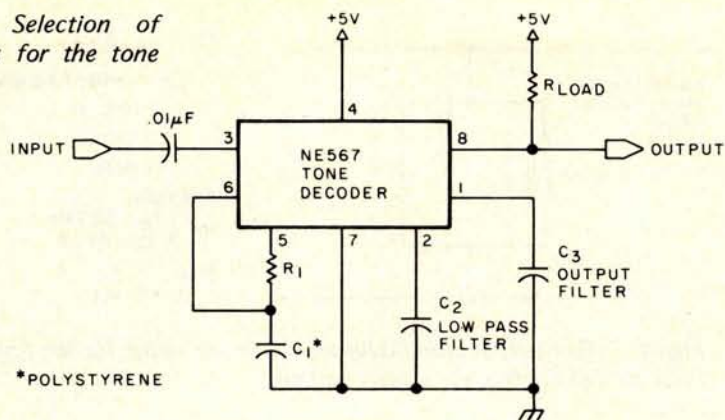 Selection of
for the tone
+5V
+5V
RLOAD
.01µF
4
INPUT
3
NE567
TONE
DECODER
8
OUTPUT
6
1
5
7
2
R1
C1*
C2
LOW PASS
FILTER
C3
OUTPUT
FILTER
*POLYSTYRENE